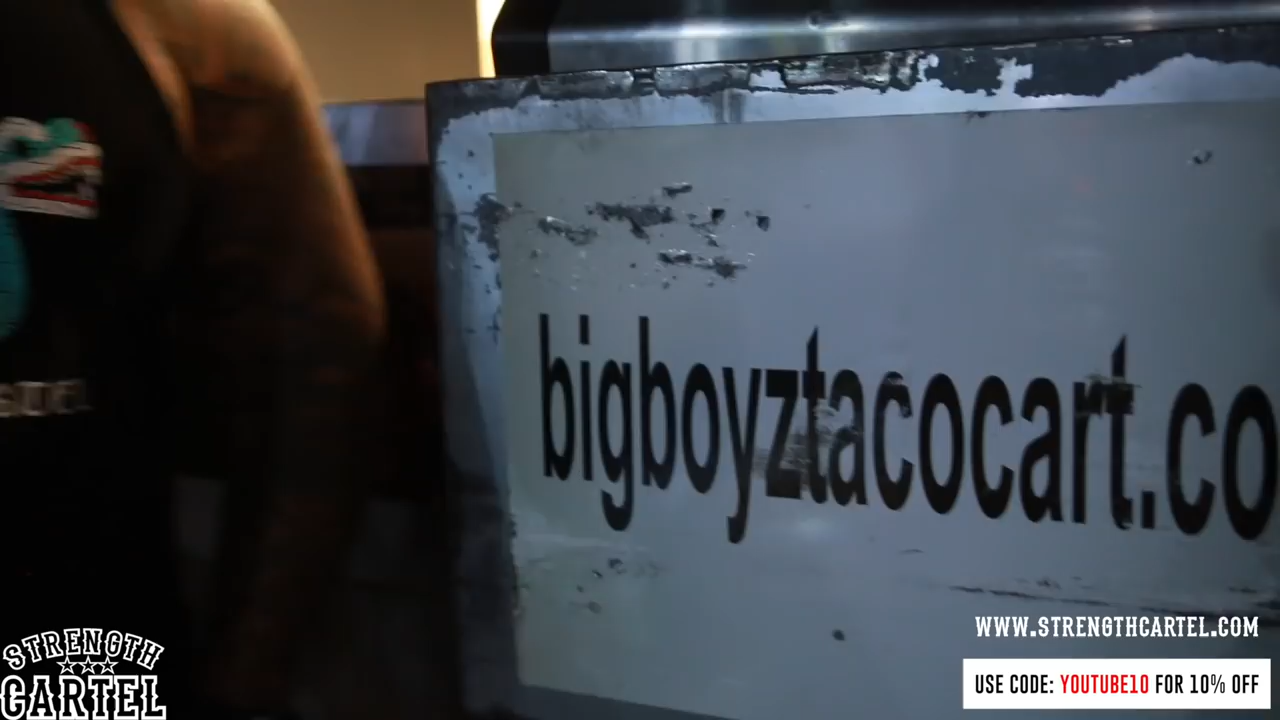 bigboyztacocart.co
STRENGTH
CARTEL
WWW.STRENGTHCARTEL.COM
USE CODE: YOUTUBE10 FOR 10% OFF